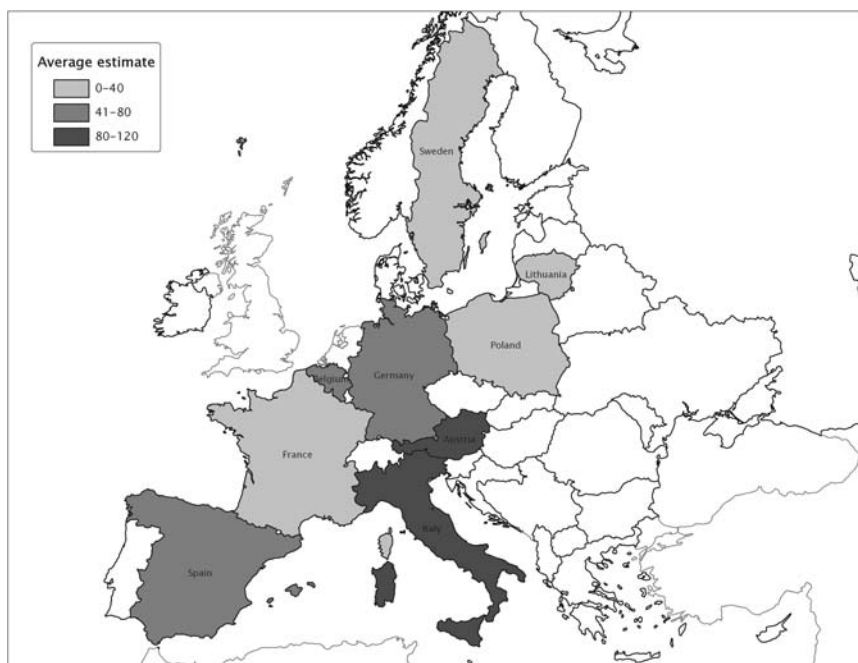 Average estimate
0–40
41–80
80–120
Sweden
Lithuania
Poland
Belgium
Germany
Austria
France
Italy
Spain